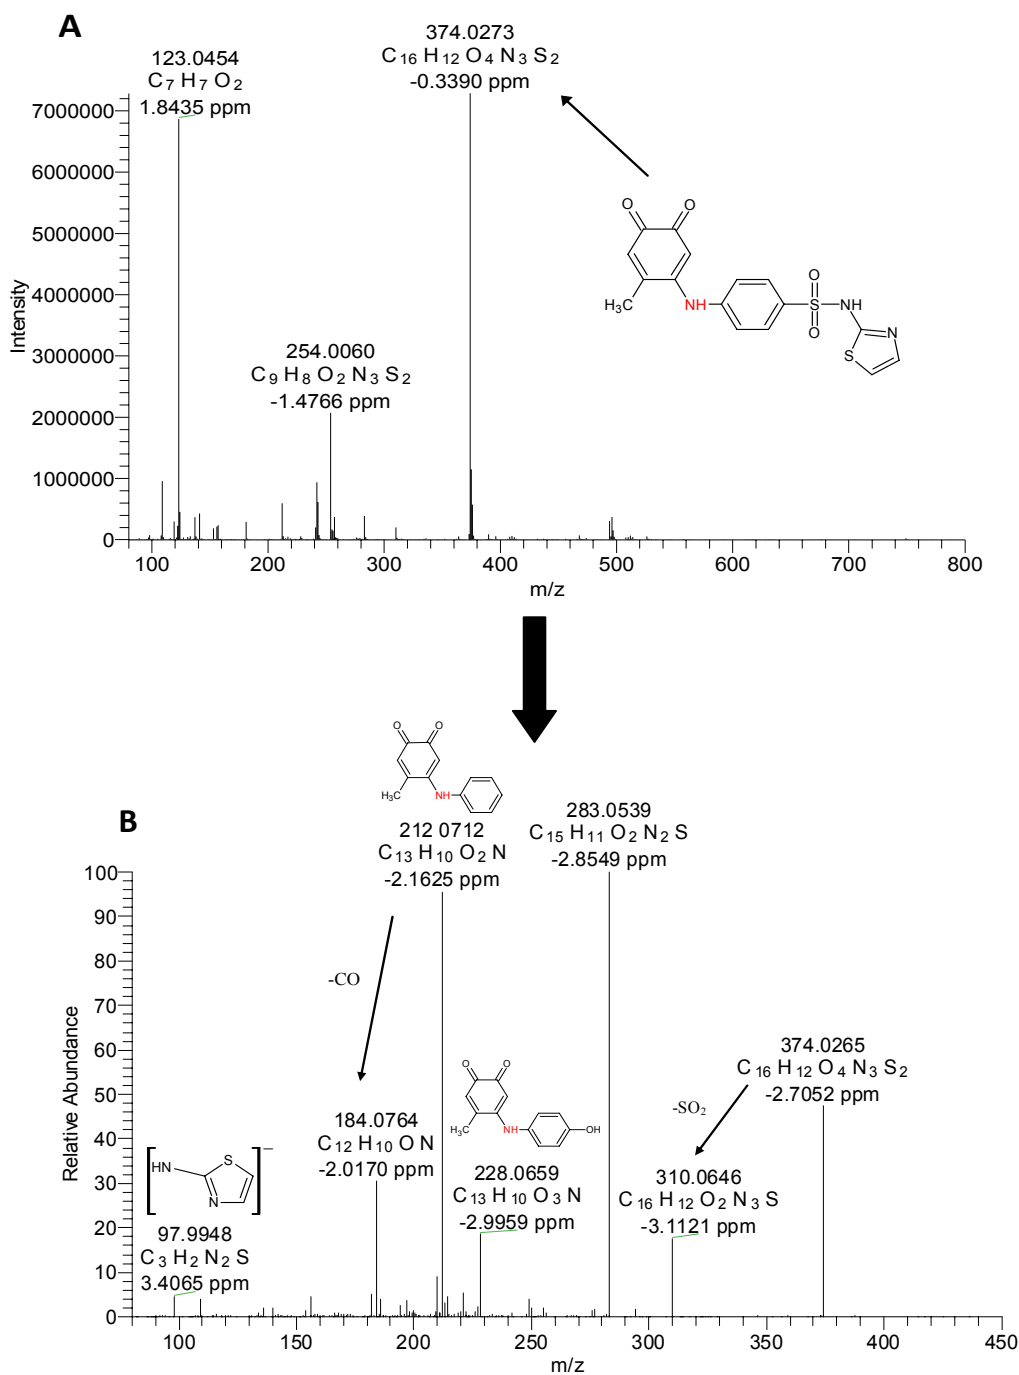 A
374.0273
C16 H12 O4 N3 S2
-0.3390 ppm
123.0454
C7 H7 O2
1.8435 ppm
7000000
6000000
5000000
4000000
3000000
2000000
1000000
0
Intensity
254.0060
C9 H8 O2 N3 S2
-1.4766 ppm
O O
H3C
NH
O
S
O
NH
N
S
100 200 300 400 500 600 700 800
m/z
O O
H3C
NH
B
212 0712
C13 H10 O2 N
-2.1625 ppm
283.0539
C15 H11 O2 N2 S
-2.8549 ppm
100
90
80
70
60
50
40
30
20
10
0
Relative Abundance
-CO
374.0265
C16 H12 O4 N3 S2
-2.7052 ppm
-SO2
O O
H3C
NH
OH
184.0764
C12 H10 O N
-2.0170 ppm
228.0659
C13 H10 O3 N
-2.9959 ppm
310.0646
C16 H12 O2 N3 S
-3.1121 ppm
HN
S
N
–
97.9948
C3 H2 N2 S
3.4065 ppm
100 150 200 250 300 350 400 450
m/z